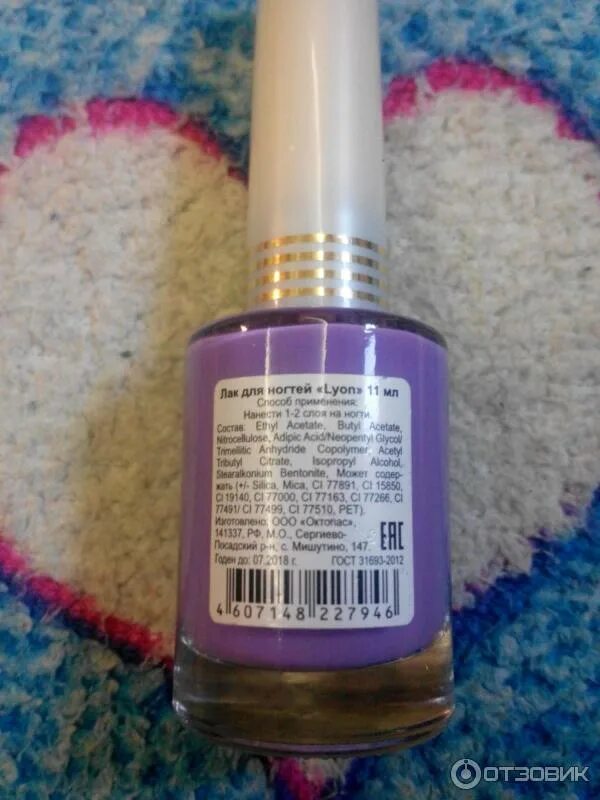 Лак для ногтей «Lyon» 11 мл
Способ применения:
Нанести 1-2 слоя на ногти.
Состав: Ethyl Acetate, Butyl Acetate,
Nitrocellulose, Adipic Acid/Neopentyl Glycol/
Trimellitic Anhydride Copolymer, Acetyl
Tributyl Citrate, Isopropyl Alcohol,
Stearalkonium Bentonite, Может содер-
жать (+/- Silica, Mica, CI 77891, CI 15850,
CI 19140, CI 77000, CI 77163, CI 77266, CI
77491/ CI 77499, CI 77510, PET).
Изготовлено: ООО «Октопас»,
141337, РФ, М.О., Сергиево-
Посадский р-н, с. Мишутино, 147.
ЕАС
Годен до: 07.2018 г. ГОСТ 31693-2012
4 607148 227946
ОТЗОВИК